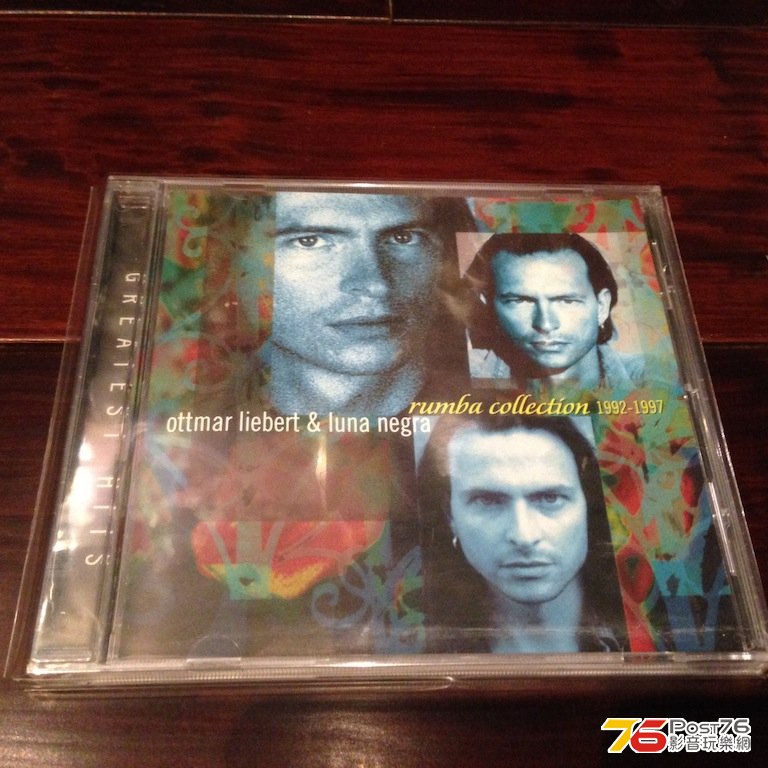 GREATEST HITS
rumba collection 1992-1997
ottmar liebert & luna negra
76 POST76
影音玩樂網